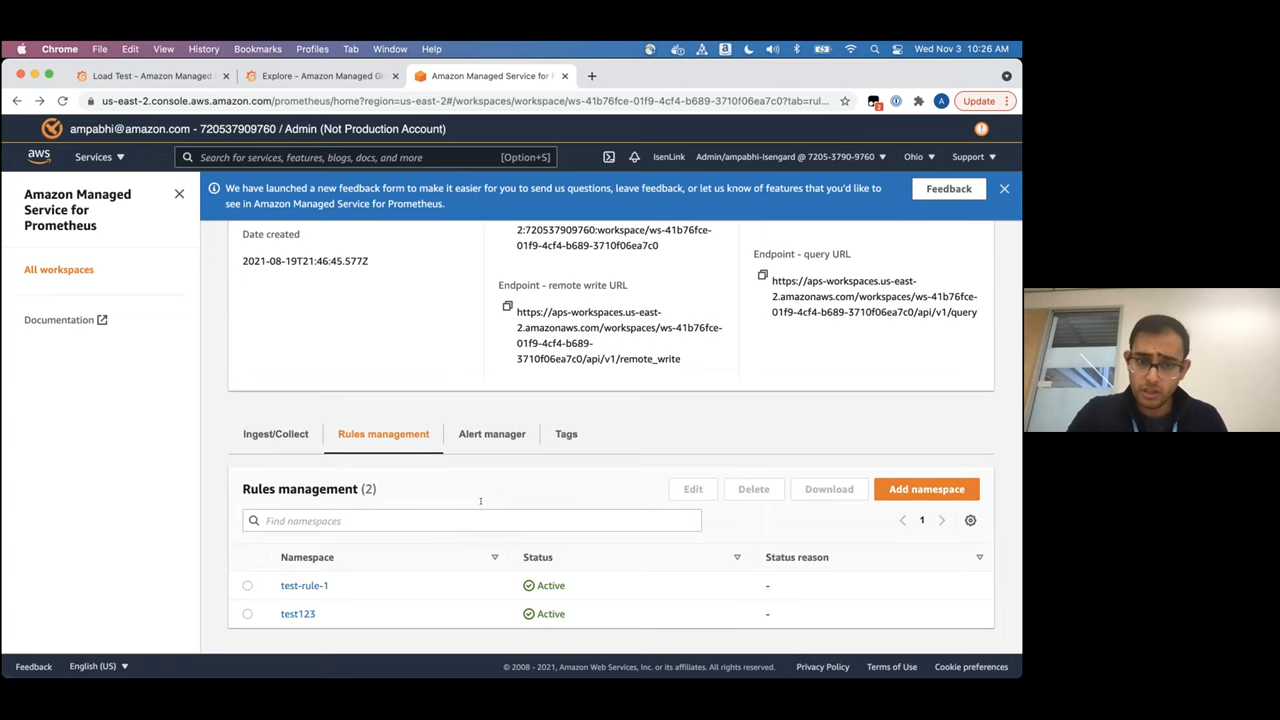 Chrome File Edit View History Bookmarks Profiles Tab Window Help
Wed Nov 3 10:26 AM
Load Test - Amazon Managed
Explore - Amazon Managed Gr
Amazon Managed Service for
us-east-2.console.aws.amazon.com/prometheus/home?region=us-east-2#/workspaces/workspace/ws-41b76fce-01f9-4cf4-b689-3710f06ea7c0?tab=rul...
2
A
Update
ampabhi@amazon.com - 720537909760 / Admin (Not Production Account)
aws
Services
Search for services, features, blogs, docs, and more
[Option+S]
IsenLink
Admin/ampabhi-Isengard @ 7205-3790-9760
Ohio
Support
Amazon Managed
Service for
Prometheus
All workspaces
Documentation
We have launched a new feedback form to make it easier for you to send us questions, leave feedback, or let us know of features that you'd like to
see in Amazon Managed Service for Prometheus.
Feedback
Date created
2021-08-19T21:46:45.577Z
2:720537909760:workspace/ws-41b76fce-
01f9-4cf4-b689-3710f06ea7c0
Endpoint - remote write URL
https://aps-workspaces.us-east-
2.amazonaws.com/workspaces/ws-41b76fce-
01f9-4cf4-b689-
3710f06ea7c0/api/v1/remote_write
Endpoint - query URL
https://aps-workspaces.us-east-
2.amazonaws.com/workspaces/ws-41b76fce-
01f9-4cf4-b689-3710f06ea7c0/api/v1/query
Ingest/Collect
Rules management
Alert manager
Tags
Rules management (2)
Edit
Delete
Download
Add namespace
Find namespaces
1
Namespace
Status
Status reason
test-rule-1
Active
-
test123
Active
-
Feedback
English (US)
© 2008 - 2021, Amazon Web Services, Inc. or its affiliates. All rights reserved.
Privacy Policy
Terms of Use
Cookie preferences